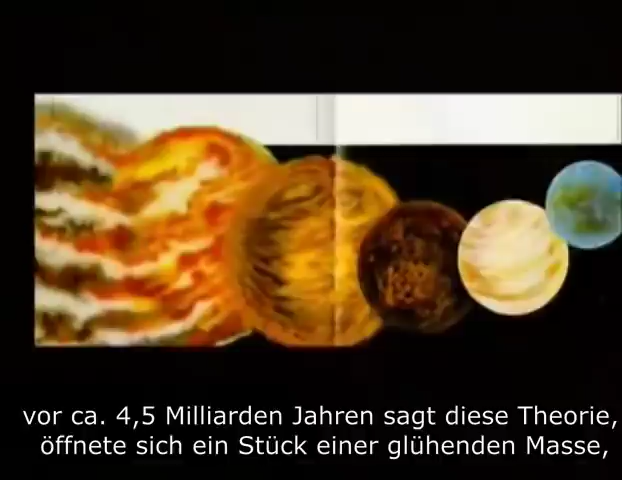 vor ca. 4,5 Milliarden Jahren sagt diese Theorie,
öffnete sich ein Stück einer glühenden Masse,